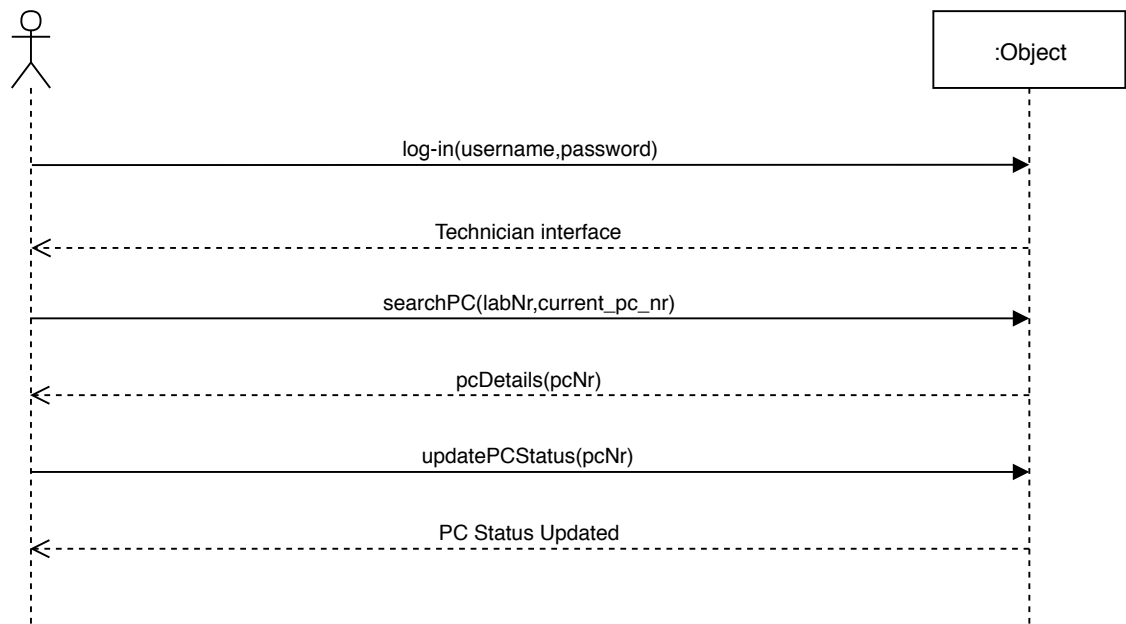 :Object
log-in(username,password)
Technician interface
searchPC(labNr,current_pc_nr)
pcDetails(pcNr)
updatePCStatus(pcNr)
PC Status Updated